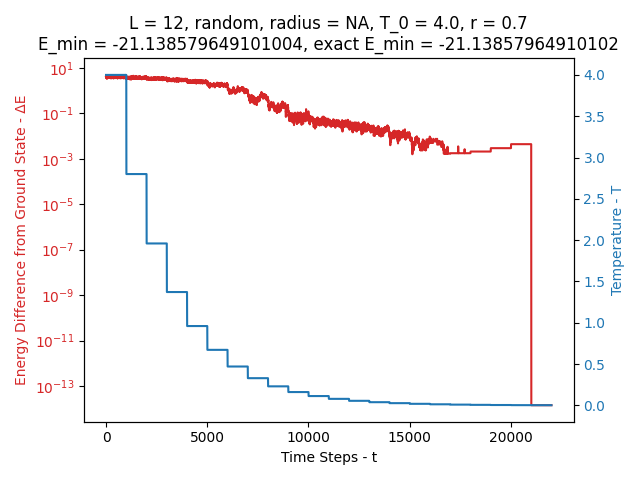 L = 12, random, radius = NA, T_0 = 4.0, r = 0.7
E_min = -21.138579649101004, exact E_min = -21.13857964910102
10¹
10⁻¹
10⁻³
10⁻⁵
10⁻⁷
10⁻⁹
10⁻¹¹
10⁻¹³
Energy Difference from Ground State - ΔE
4.0
3.5
3.0
2.5
2.0
1.5
1.0
0.5
0.0
Temperature - T
0 5000 10000 15000 20000
Time Steps - t